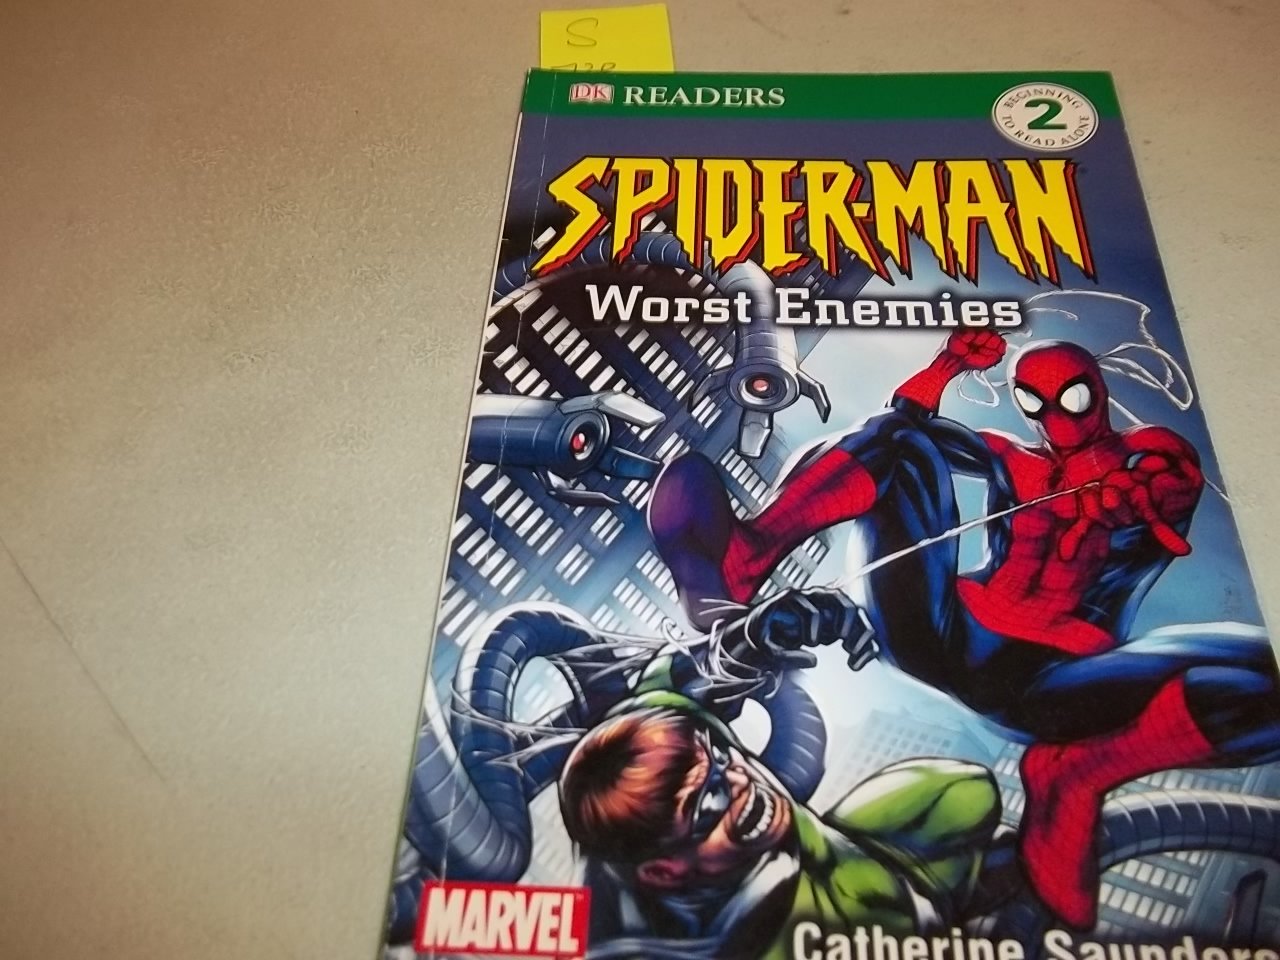 S
DK READERS
BEGINNING
2
TO READ ALONE
SPIDER-MAN
Worst Enemies
MARVEL
Catherine Saunders